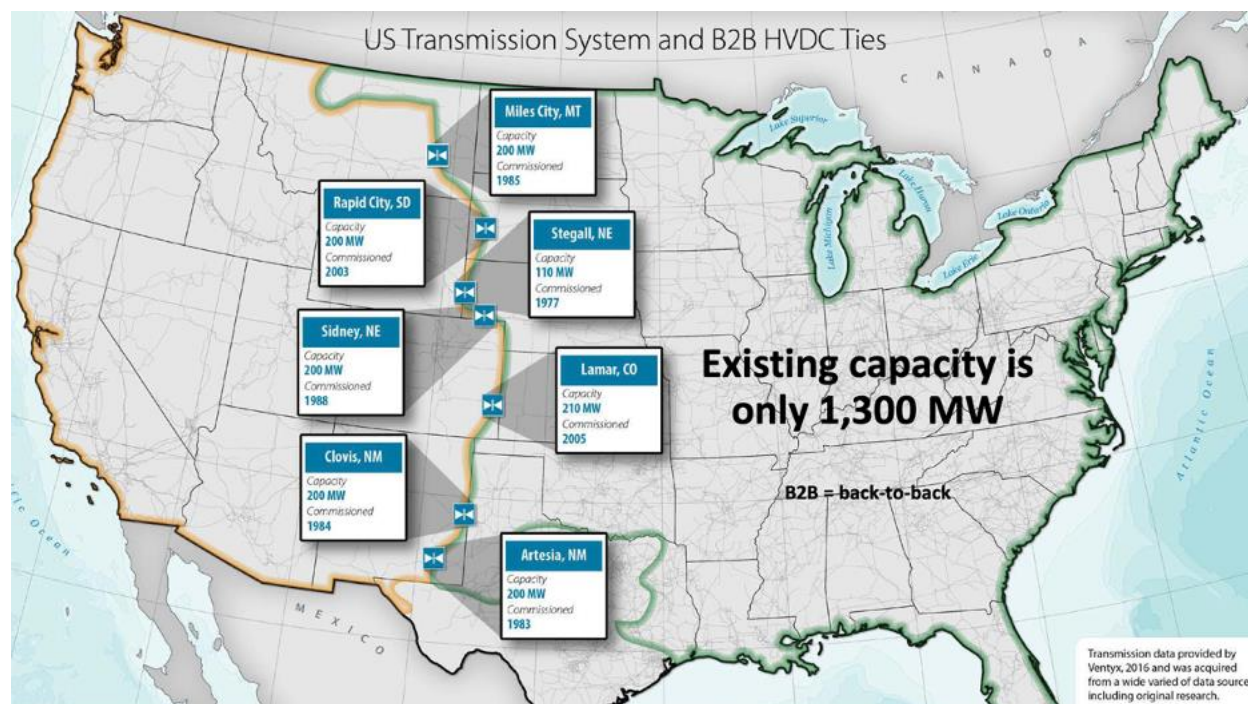 US Transmission System and B2B HVDC Ties
CANADA
Lake Superior
Lake Michigan
Lake Huron
Lake Ontario
Lake Erie
Miles City, MT
Capacity
200 MW
Commissioned
1985
Rapid City, SD
Capacity
200 MW
Commissioned
2003
Stegall, NE
Capacity
110 MW
Commissioned
1977
Sidney, NE
Capacity
200 MW
Commissioned
1988
Lamar, CO
Capacity
210 MW
Commissioned
2005
Existing capacity is
only 1,300 MW
Atlantic Ocean
Clovis, NM
Capacity
200 MW
Commissioned
1984
B2B = back-to-back
Ocean
Artesia, NM
Capacity
200 MW
Commissioned
1983
MEXICO
Transmission data provided by
Ventyx, 2016 and was acquired
from a wide varied of data source
including original research.